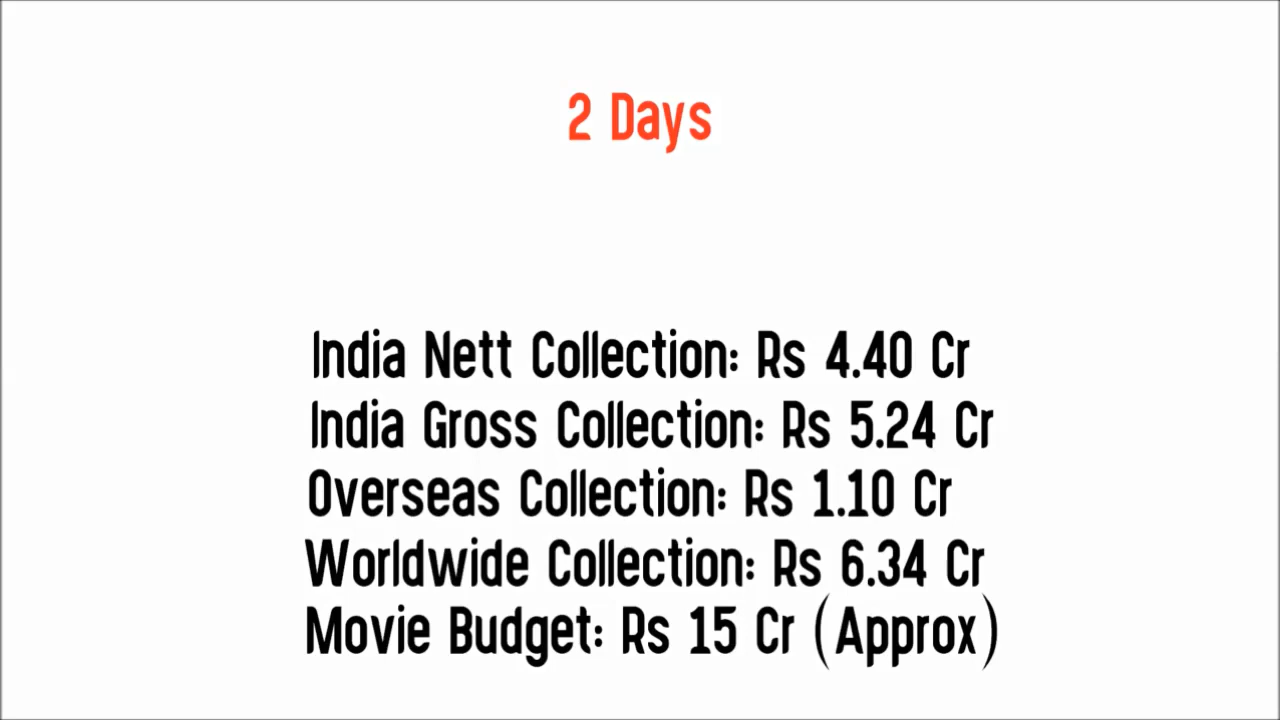 2 Days
India Nett Collection: Rs 4.40 Cr
India Gross Collection: Rs 5.24 Cr
Overseas Collection: Rs 1.10 Cr
Worldwide Collection: Rs 6.34 Cr
Movie Budget: Rs 15 Cr (Approx)